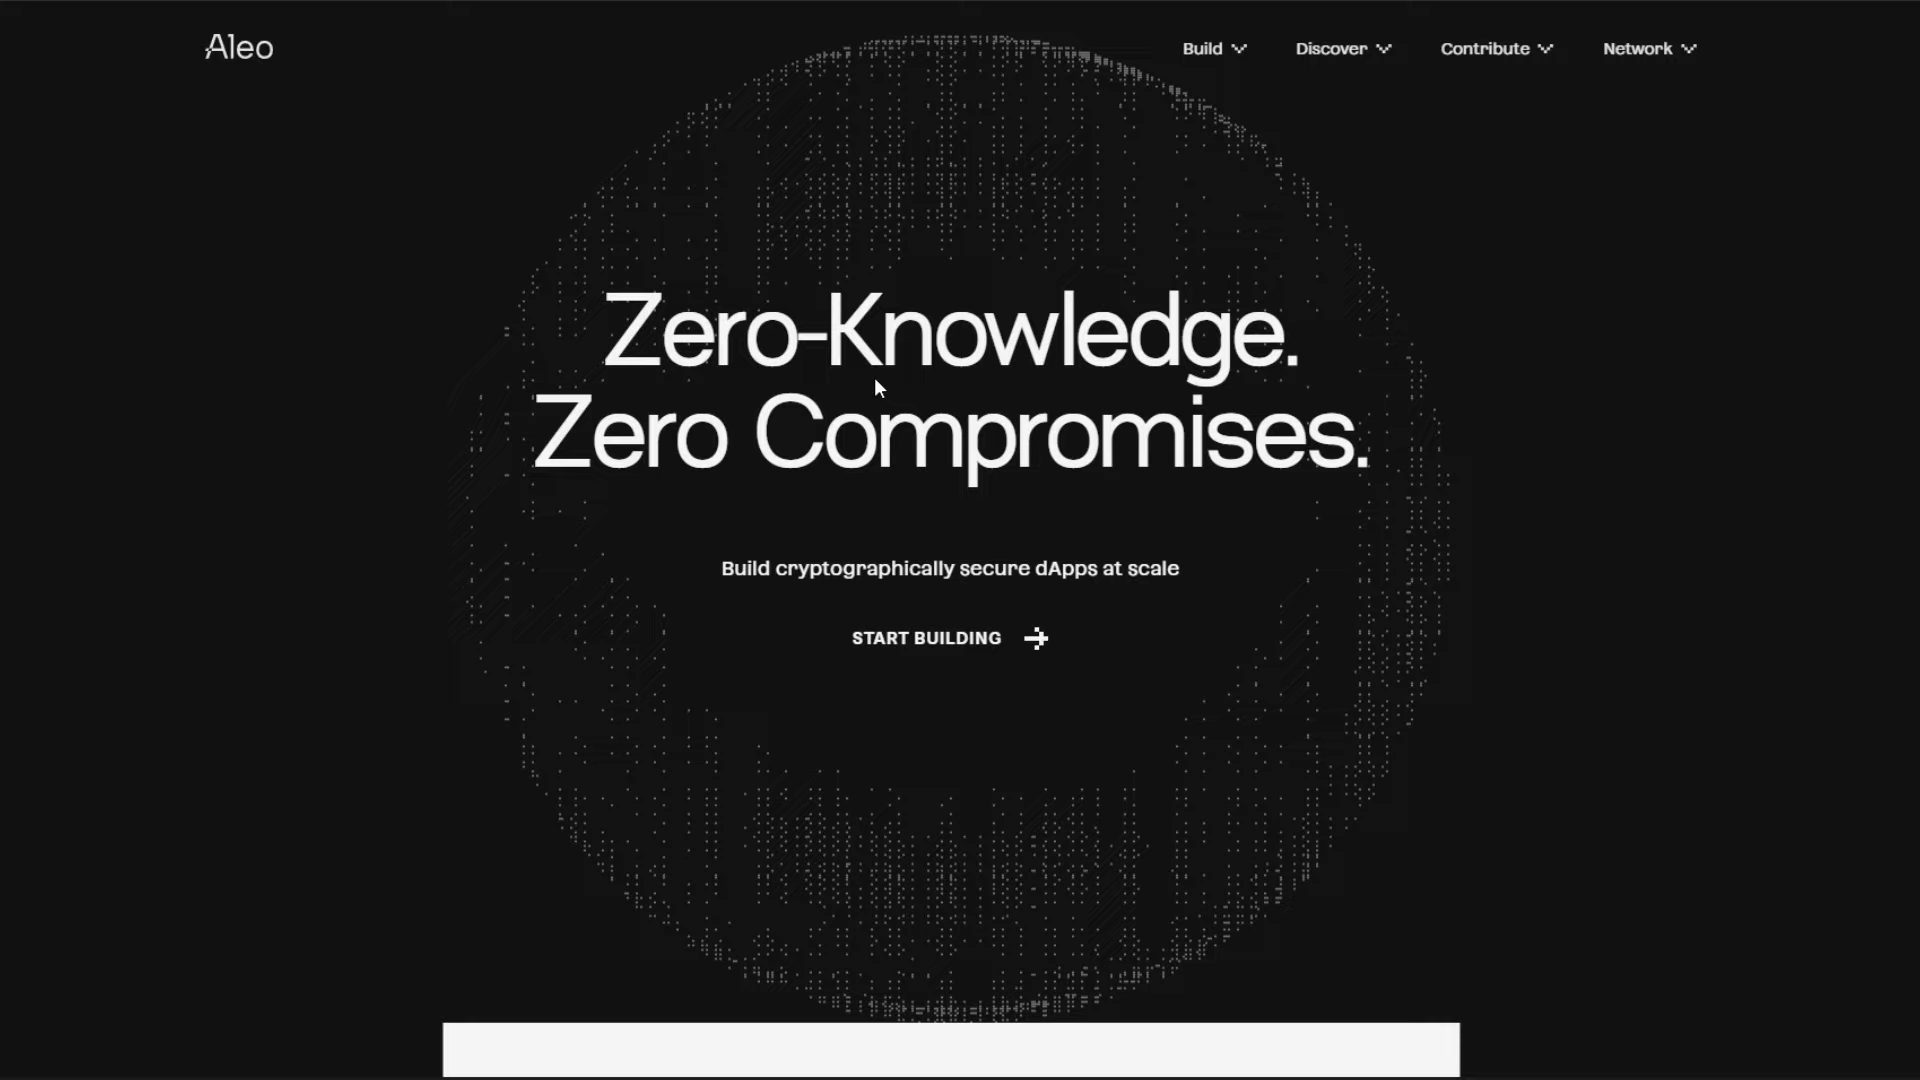 Aleo
Build
Discover
Contribute
Network
Zero-Knowledge.
Zero Compromises.
Build cryptographically secure dApps at scale
START BUILDING